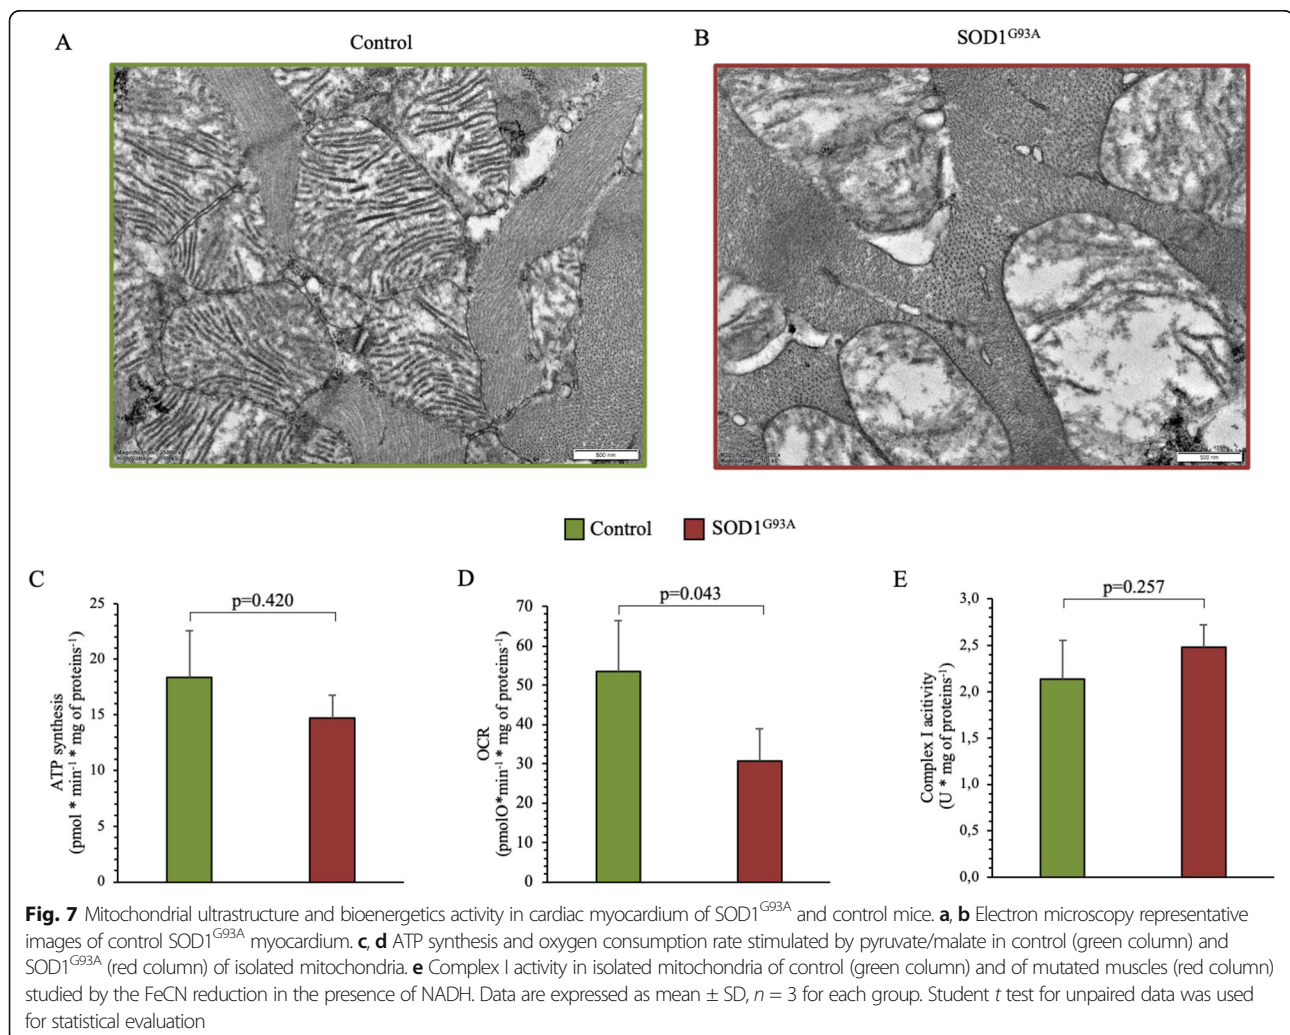 A
Control
B
SOD1G93A
500 nm
500 nm
Control
SOD1G93A
C
p=0.420
25
20
15
10
5
0
ATP synthesis
(pmol * min-1 * mg of proteins-1)
D
p=0.043
70
60
50
40
30
20
10
0
OCR
(pmolO*min-1 * mg of proteins-1)
E
p=0.257
3,0
2,5
2,0
1,5
1,0
0,5
0,0
Complex I acitivity
(U * mg of proteins-1)
Fig. 7 Mitochondrial ultrastructure and bioenergetics activity in cardiac myocardium of SOD1G93A and control mice. a, b Electron microscopy representative
images of control SOD1G93A myocardium. c, d ATP synthesis and oxygen consumption rate stimulated by pyruvate/malate in control (green column) and
SOD1G93A (red column) of isolated mitochondria. e Complex I activity in isolated mitochondria of control (green column) and of mutated muscles (red column)
studied by the FeCN reduction in the presence of NADH. Data are expressed as mean ± SD, n = 3 for each group. Student t test for unpaired data was used
for statistical evaluation